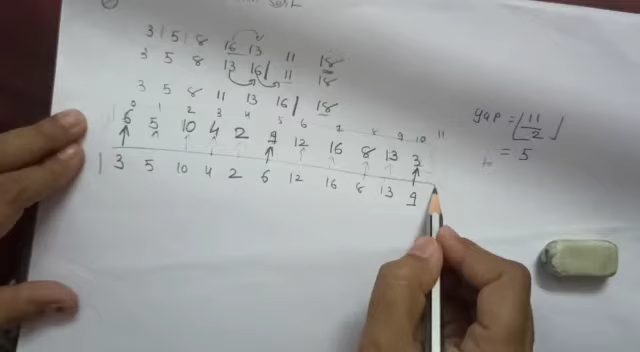 3 | 5 | 8 16 13
3 5 8 13 16 | 11 18
11 18
3 5 8 11 13 16 | 18
0 1 2 3 4 5 6 7 8 9 10 11
6 5 10 4 2 9 12 16 8 13 3
3 5 10 4 2 6 12 16 8 13 9
gap = ⌊11/2⌋
= 5